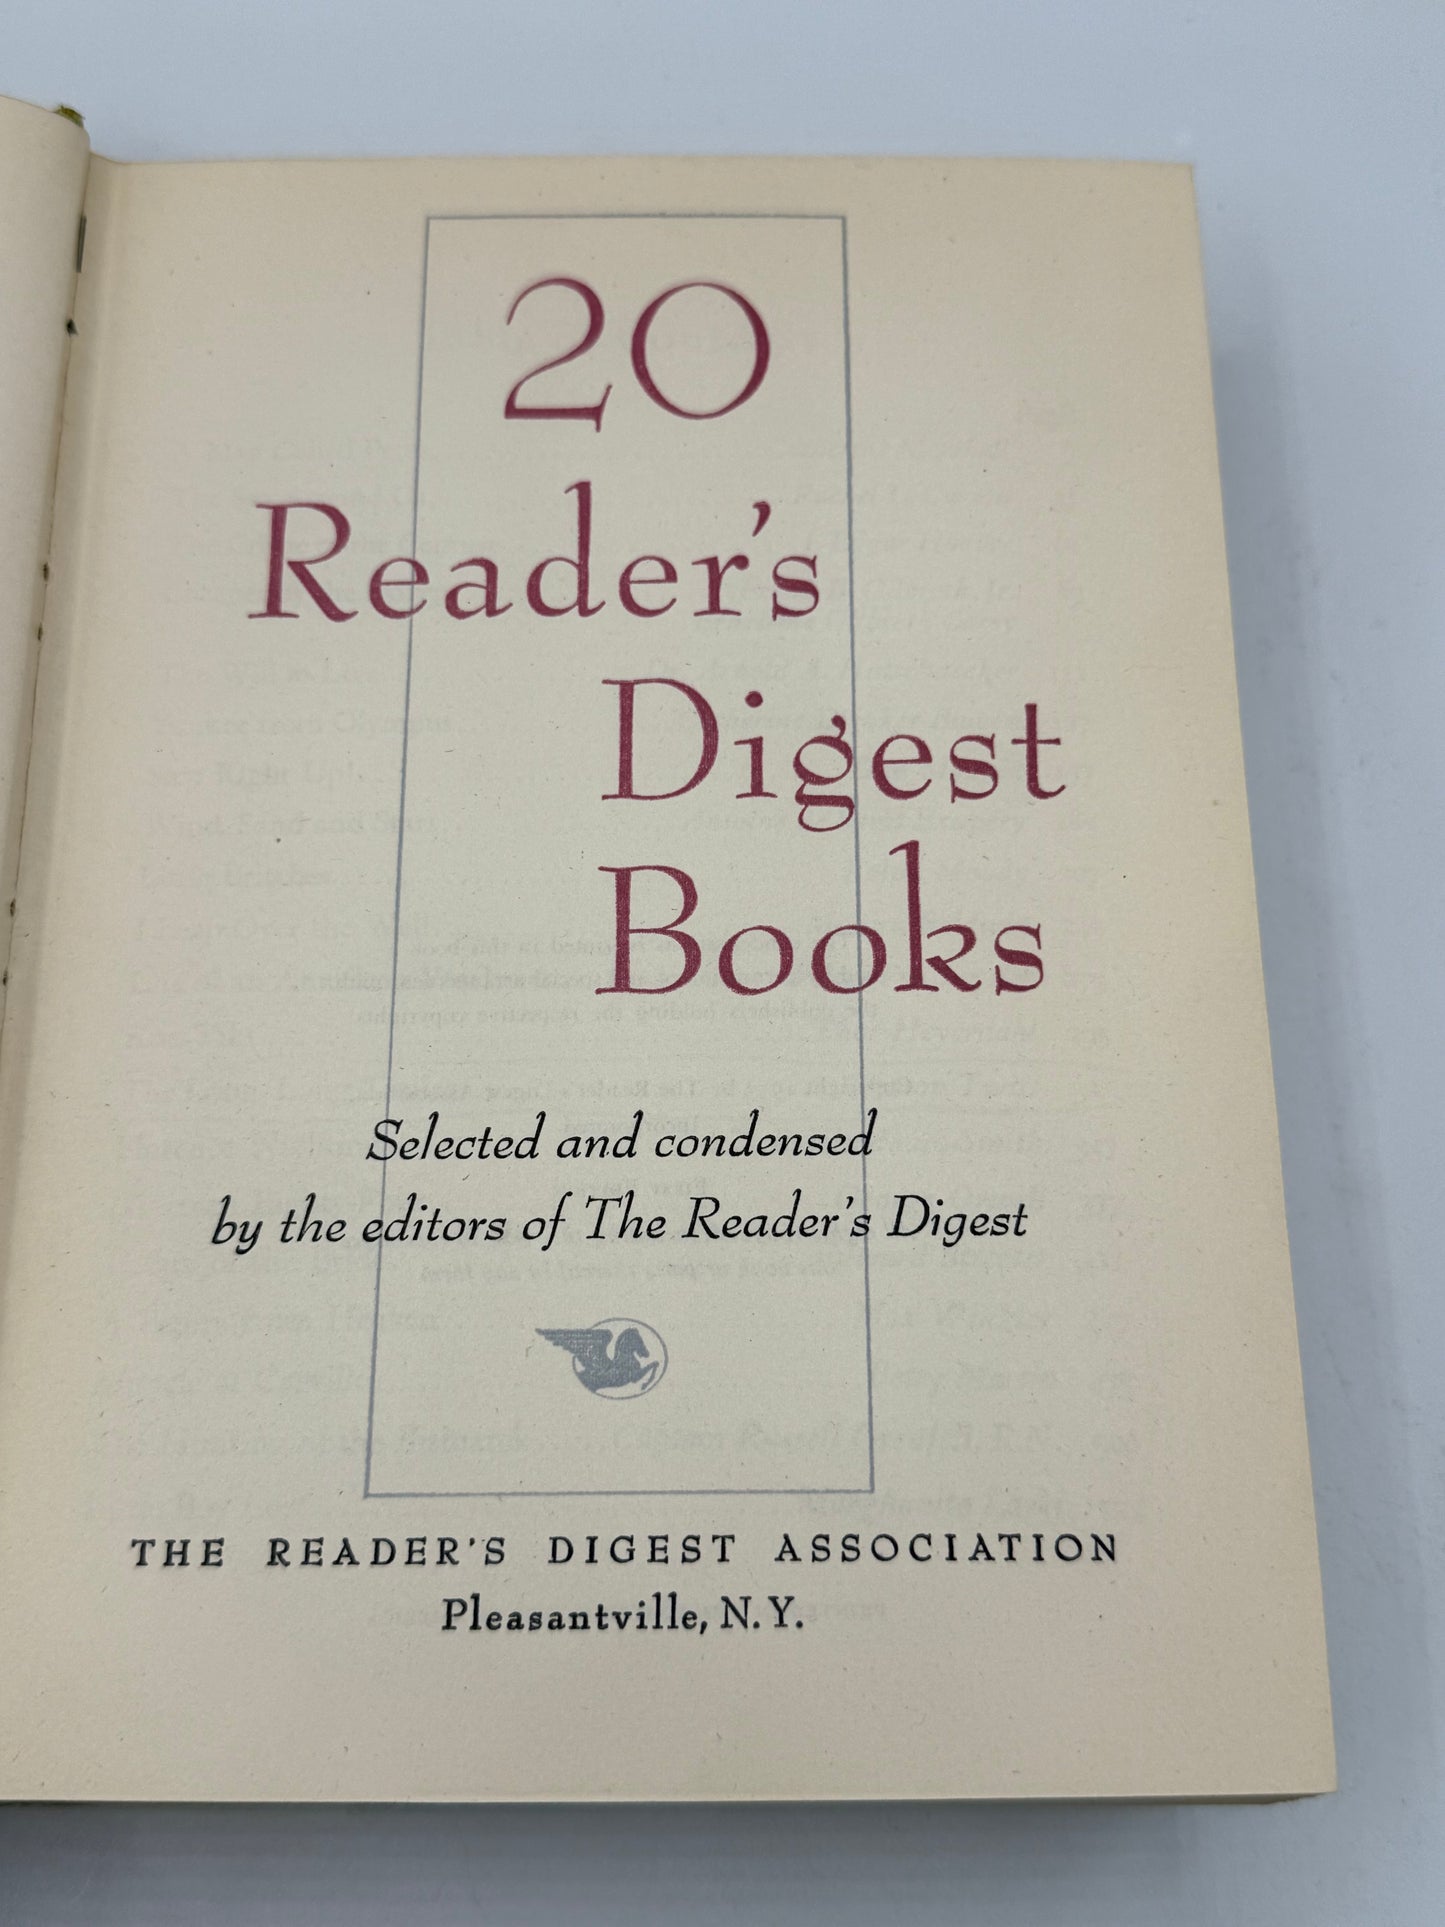 20
Reader's
Digest
Books
Selected and condensed
by the editors of The Reader's Digest
THE READER'S DIGEST ASSOCIATION
Pleasantville, N.Y.